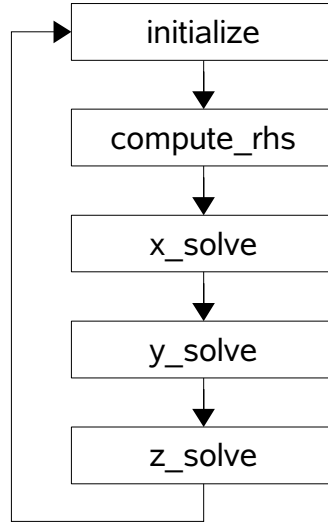 initialize
compute_rhs
x_solve
y_solve
z_solve